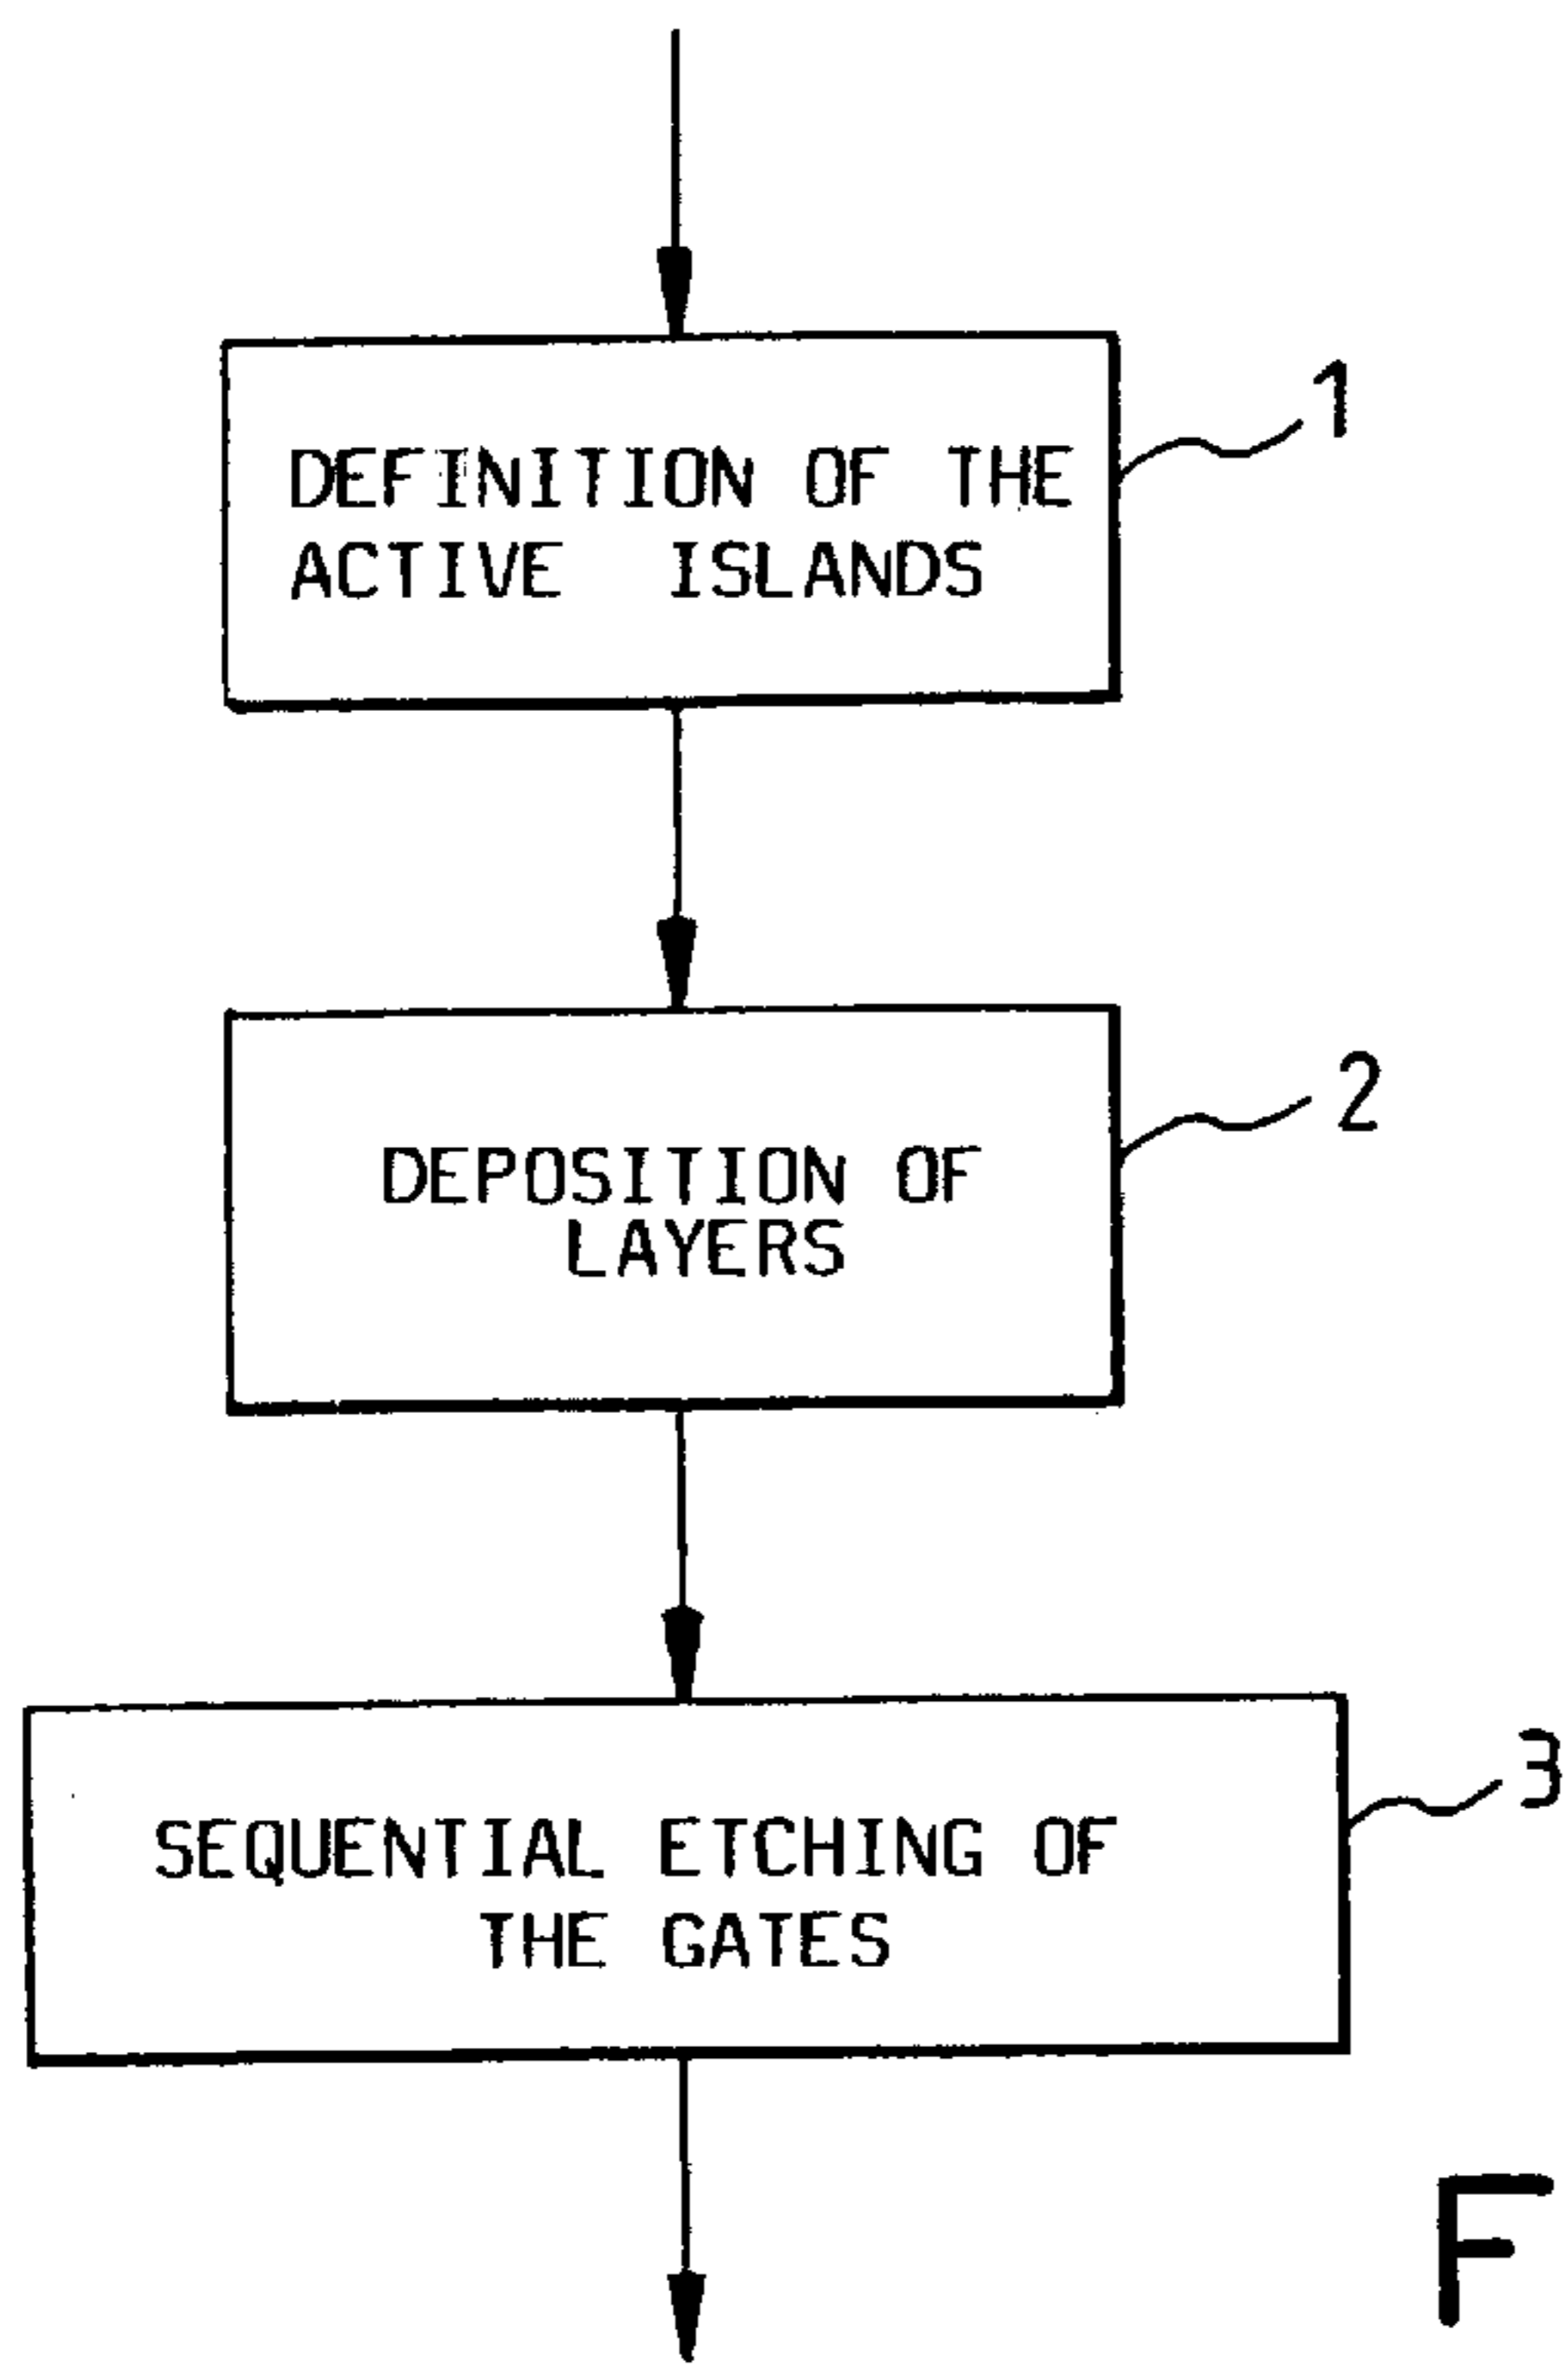 DEFINITION OF THE
ACTIVE ISLANDS
1
DEPOSITION OF
LAYERS
2
SEQUENTIAL ETCHING OF
THE GATES
3
F